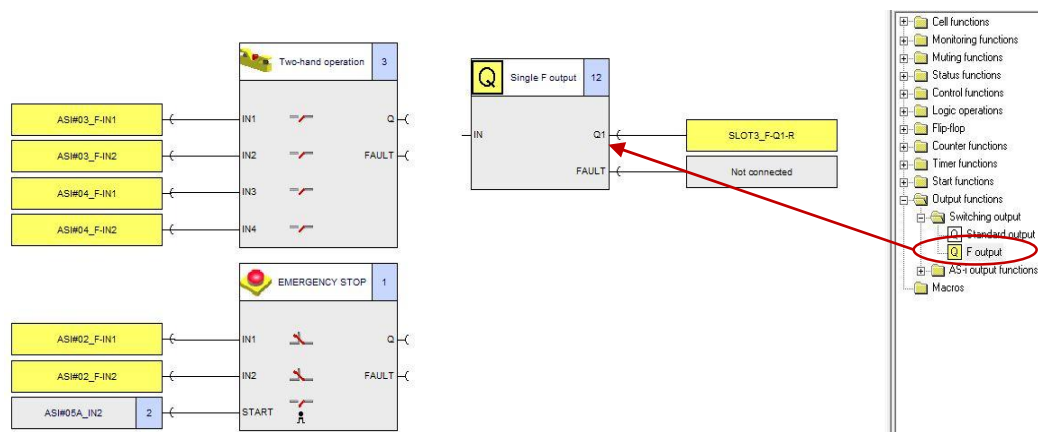 Two-hand operation 3
ASI#03_F-IN1 IN1 Q
ASI#03_F-IN2 IN2 FAULT
ASI#04_F-IN1 IN3
ASI#04_F-IN2 IN4
EMERGENCY STOP 1
ASI#02_F-IN1 IN1 Q
ASI#02_F-IN2 IN2 FAULT
ASI#05A_IN2 2 START
Q Single F output 12
IN Q1 SLOT3_F-Q1-R
FAULT Not connected
Cell functions
Monitoring functions
Muting functions
Status functions
Control functions
Logic operations
Flip-flop
Counter functions
Timer functions
Start functions
Output functions
Switching output
Q Standard output
Q F output
AS-i output functions
Macros